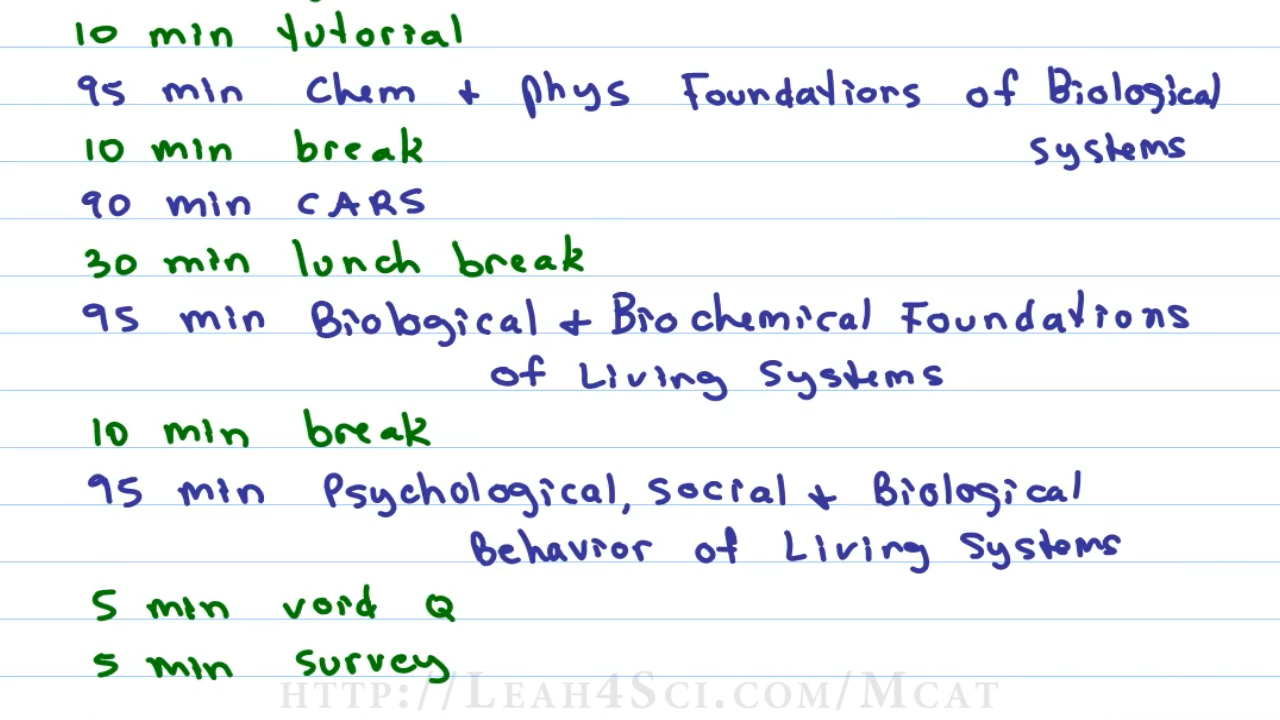 10 min tutorial
95 min Chem + phys Foundations of Biological
systems
10 min break
90 min CARS
30 min lunch break
95 min Biological + Biochemical Foundations
of Living Systems
10 min break
95 min Psychological, social + Biological
Behavior of Living Systems
5 min void Q
5 min survey
HTTP://LEAH4SCI.COM/MCAT